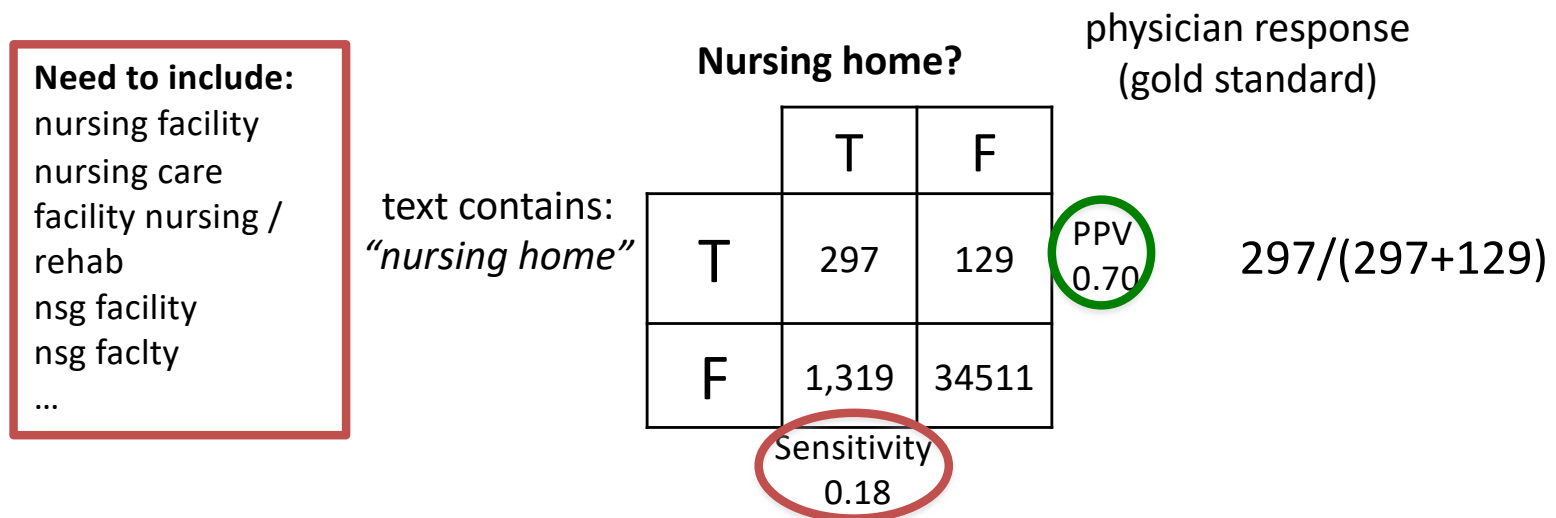 Need to include:
nursing facility
nursing care
facility nursing /
rehab
nsg facility
nsg faclty
…
text contains:
“nursing home”
Nursing home?
physician response
(gold standard)
T F
T 297 129
PPV
0.70
297/(297+129)
F 1,319 34511
Sensitivity
0.18